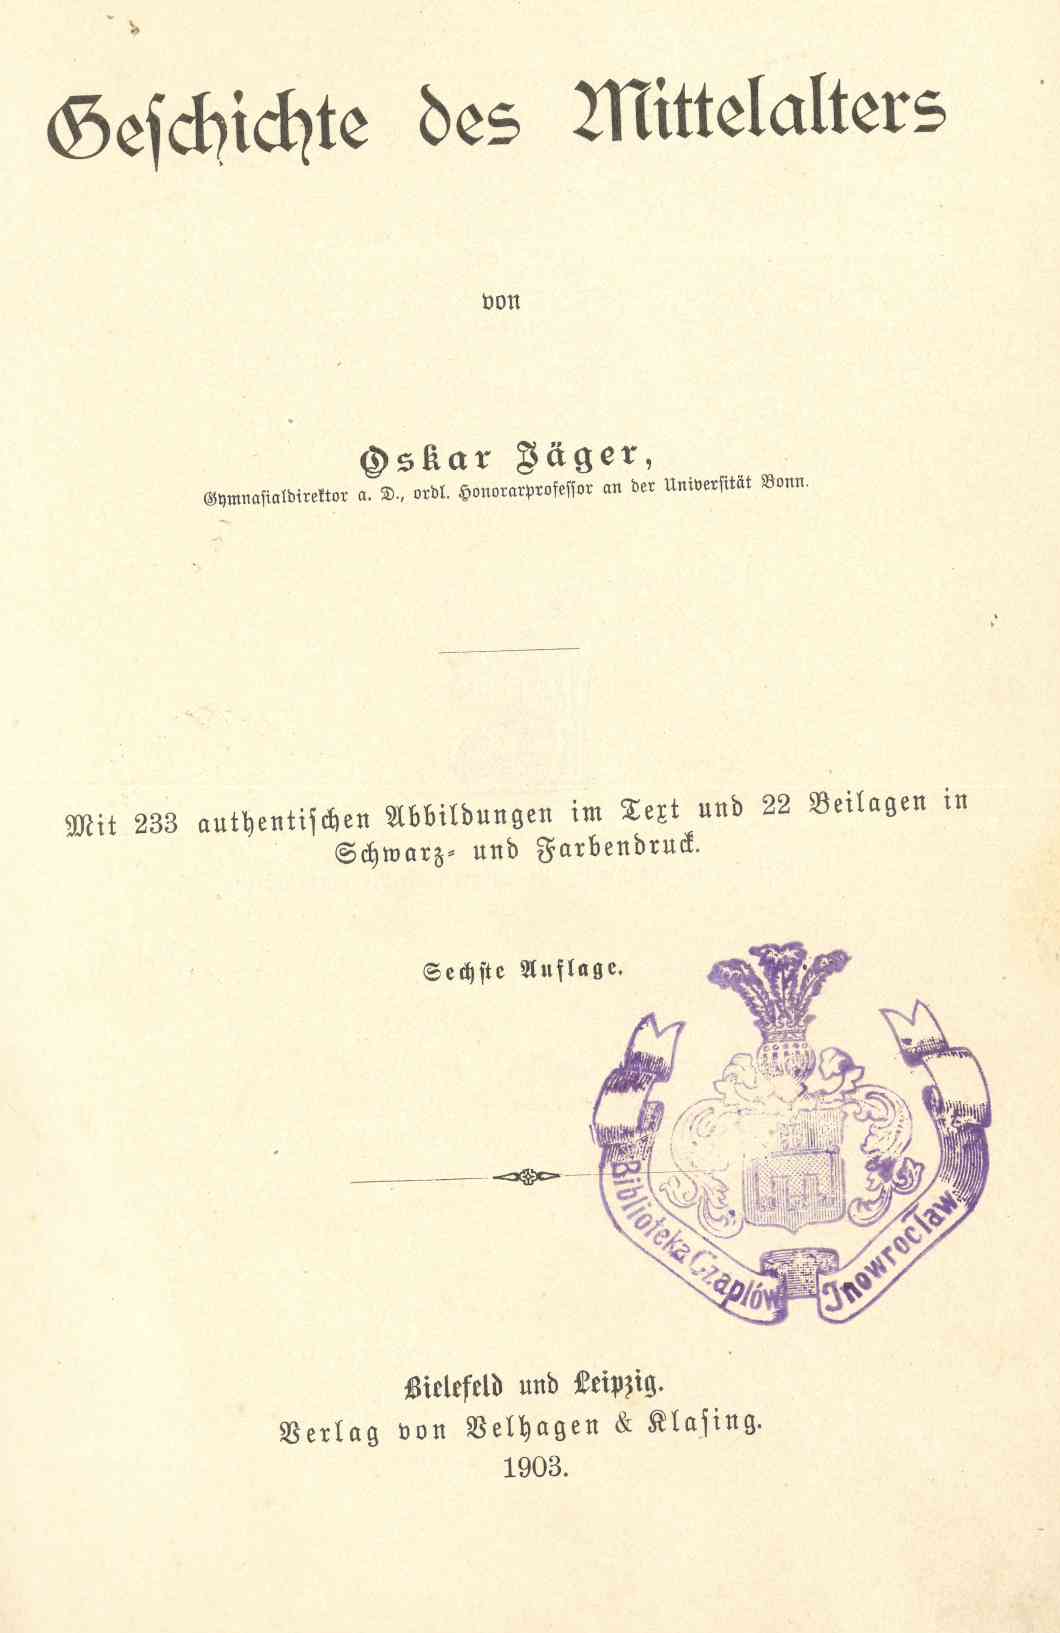 Geschichte des Mittelalters
von
Oskar Jäger,
Gymnasialdirektor a. D., ordl. Honorarprofessor an der Universität Bonn.
Mit 233 authentischen Abbildungen im Text und 22 Beilagen in
Schwarz- und Farbendruck.
Sechste Auflage.
Biblioteka Czaplów Inowrocław
Bielefeld und Leipzig.
Verlag von Velhagen & Klasing.
1903.